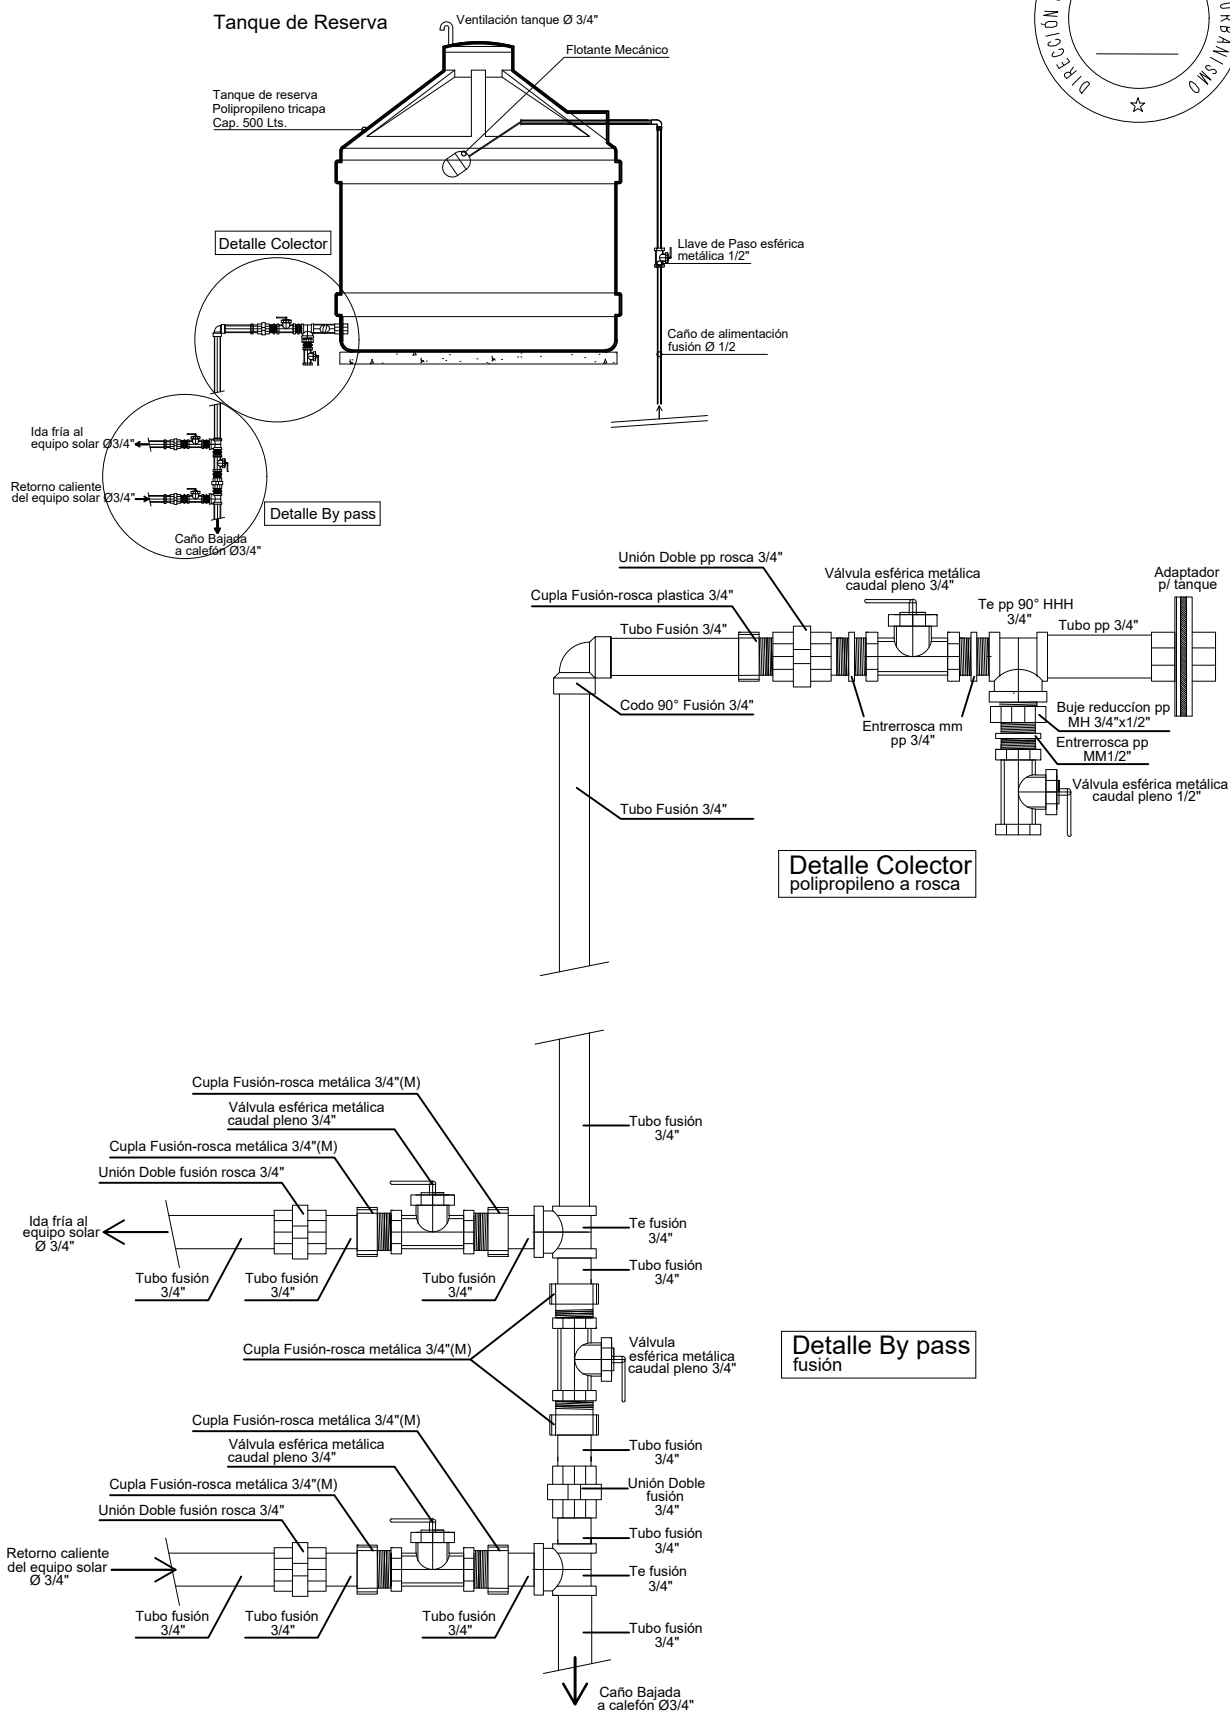 Tanque de Reserva
Ventilación tanque Ø 3/4"
Flotante Mecánico
Tanque de reserva
Polipropileno tricapa
Cap. 500 Lts.
Detalle Colector
Llave de Paso esférica
metálica 1/2"
Caño de alimentación
fusión Ø 1/2
Ida fría al
equipo solar Ø3/4"
Retorno caliente
del equipo solar Ø3/4"
Detalle By pass
Caño Bajada
a calefón Ø3/4"
URBANISMO
DIRECCIÓN
Unión Doble pp rosca 3/4"
Cupla Fusión-rosca plastica 3/4"
Tubo Fusión 3/4"
Válvula esférica metálica
caudal pleno 3/4"
Te pp 90° HHH
3/4"
Tubo pp 3/4"
Adaptador
p/ tanque
Codo 90° Fusión 3/4"
Entrerrosca mm
pp 3/4"
Buje reduccíon pp
MH 3/4"x1/2"
Entrerrosca pp
MM1/2"
Válvula esférica metálica
caudal pleno 1/2"
Tubo Fusión 3/4"
Detalle Colector
polipropileno a rosca
Cupla Fusión-rosca metálica 3/4"(M)
Válvula esférica metálica
caudal pleno 3/4"
Cupla Fusión-rosca metálica 3/4"(M)
Unión Doble fusión rosca 3/4"
Tubo fusión
3/4"
Ida fría al
equipo solar
Ø 3/4"
Te fusión
3/4"
Tubo fusión
3/4"
Tubo fusión
3/4"
Tubo fusión
3/4"
Tubo fusión
3/4"
Cupla Fusión-rosca metálica 3/4"(M)
Válvula
esférica metálica
caudal pleno 3/4"
Detalle By pass
fusión
Cupla Fusión-rosca metálica 3/4"(M)
Válvula esférica metálica
caudal pleno 3/4"
Cupla Fusión-rosca metálica 3/4"(M)
Unión Doble fusión rosca 3/4"
Tubo fusión
3/4"
Unión Doble
fusión
3/4"
Tubo fusión
3/4"
Retorno caliente
del equipo solar
Ø 3/4"
Te fusión
3/4"
Tubo fusión
3/4"
Tubo fusión
3/4"
Tubo fusión
3/4"
Tubo fusión
3/4"
Caño Bajada
a calefón Ø3/4"